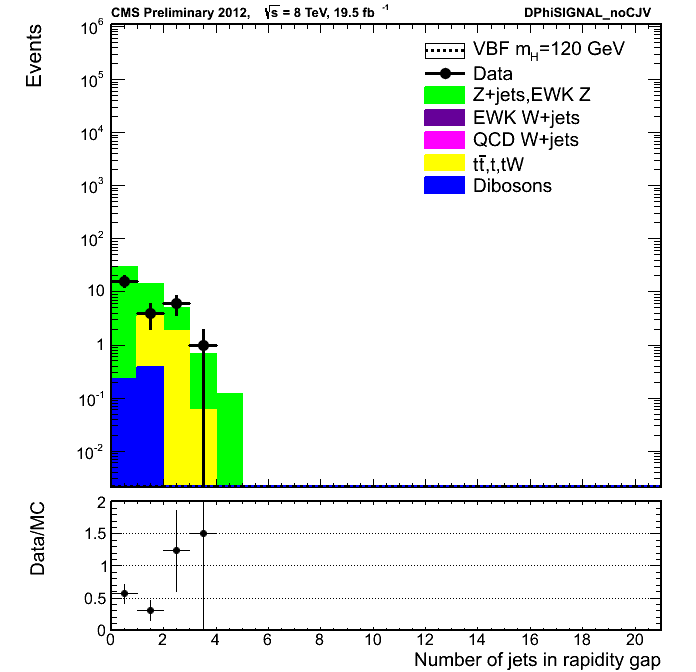 CMS Preliminary 2012, √s = 8 TeV, 19.5 fb⁻¹ DPhiSIGNAL_noCJV
Events
10⁶
10⁵
10⁴
10³
10²
10
1
10⁻¹
10⁻²
VBF m_H=120 GeV
Data
Z+jets,EWK Z
EWK W+jets
QCD W+jets
tt̄,t,tW
Dibosons
Data/MC
2
1.5
1
0.5
0
0 2 4 6 8 10 12 14 16 18 20
Number of jets in rapidity gap